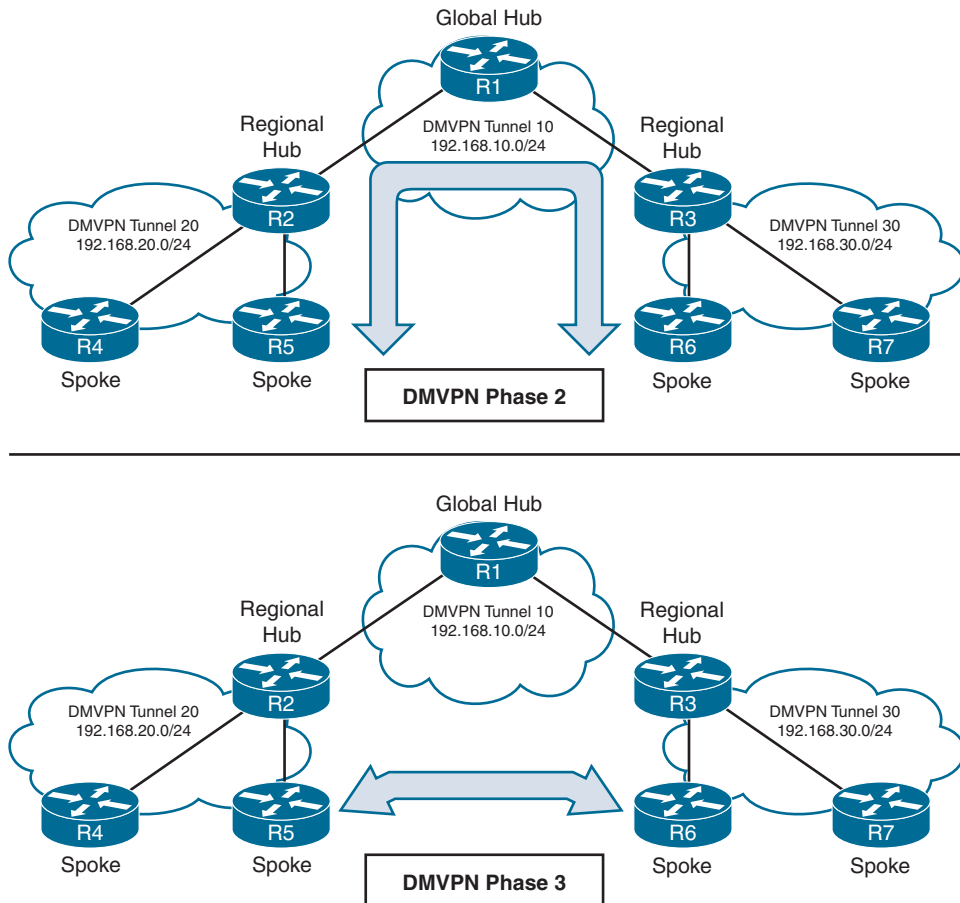 Global Hub
R1
DMVPN Tunnel 10
192.168.10.0/24
Regional
Hub
R2
Regional
Hub
R3
DMVPN Tunnel 20
192.168.20.0/24
DMVPN Tunnel 30
192.168.30.0/24
R4
Spoke
R5
Spoke
R6
Spoke
R7
Spoke
DMVPN Phase 2
Global Hub
R1
DMVPN Tunnel 10
192.168.10.0/24
Regional
Hub
R2
Regional
Hub
R3
DMVPN Tunnel 20
192.168.20.0/24
DMVPN Tunnel 30
192.168.30.0/24
R4
Spoke
R5
Spoke
R6
Spoke
R7
Spoke
DMVPN Phase 3